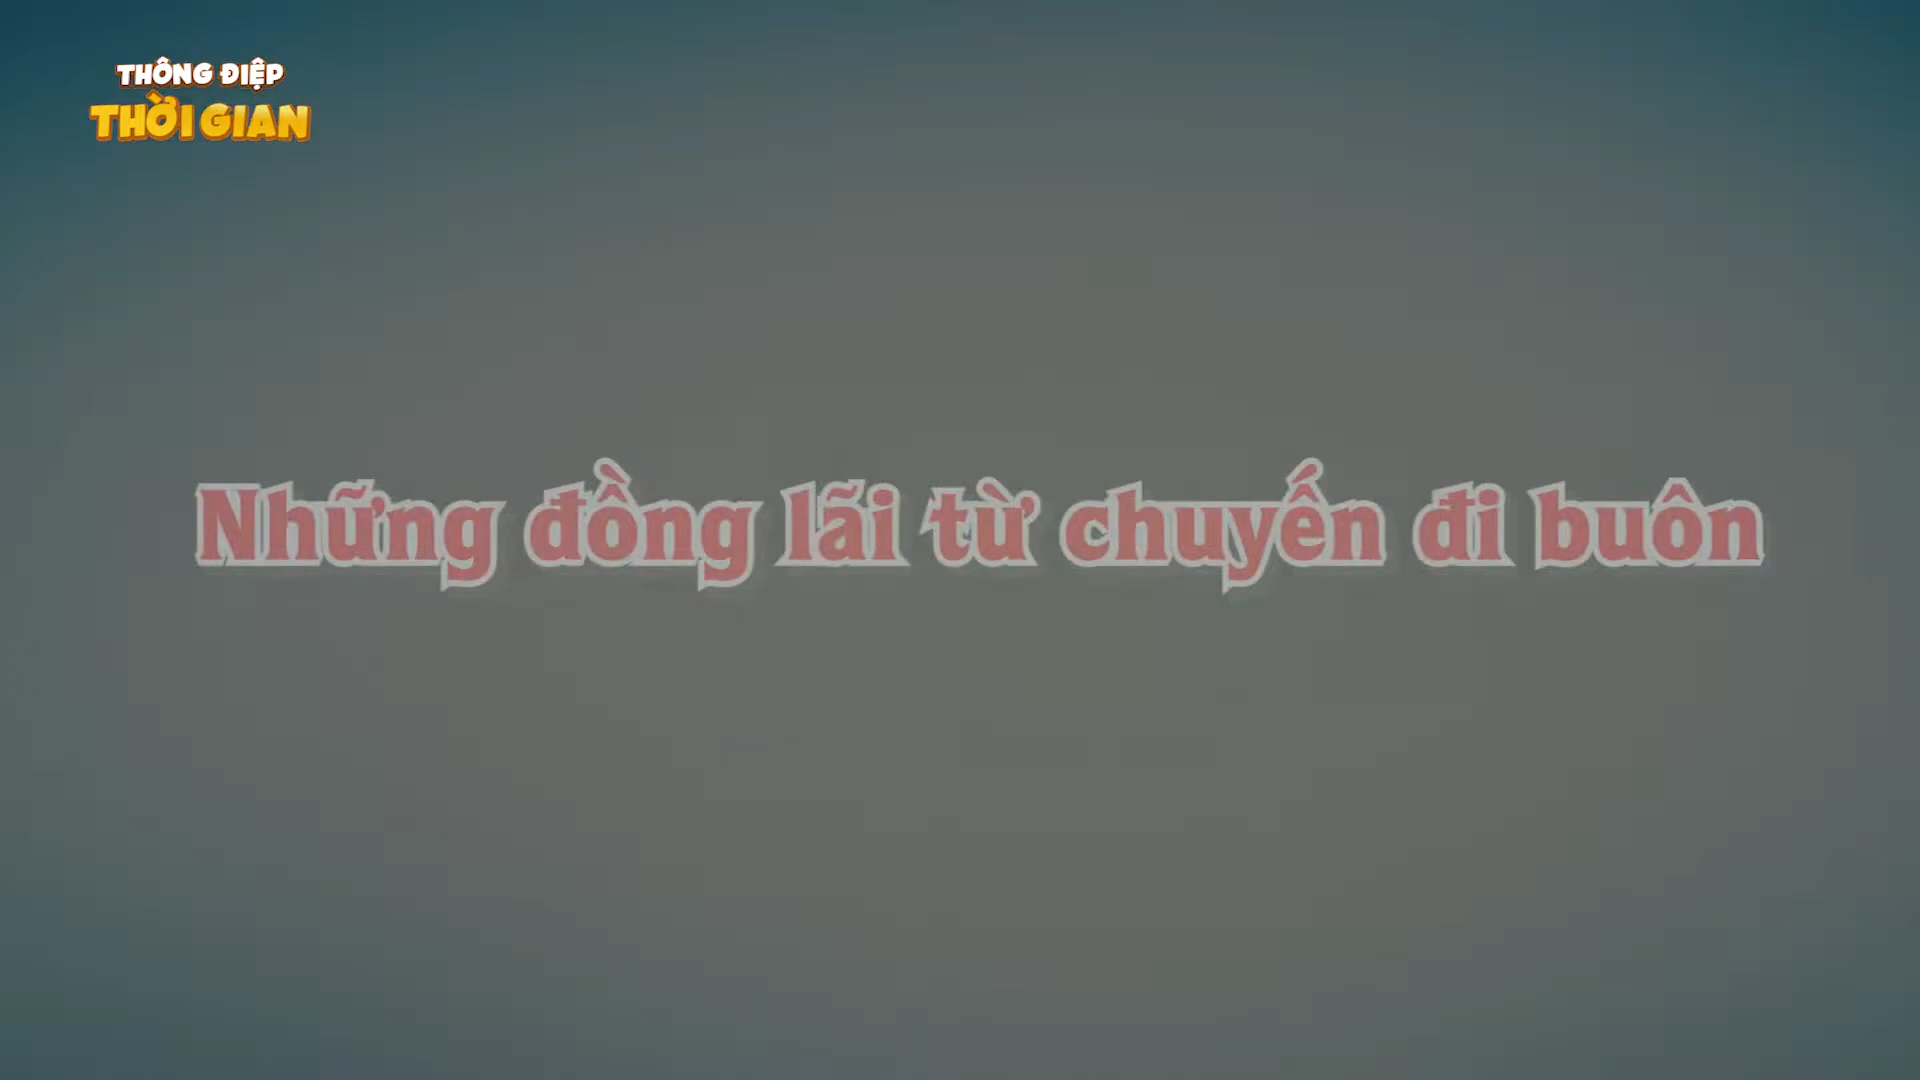 THÔNG ĐIỆP
THỜI GIAN
Những đồng lãi từ chuyến đi buôn